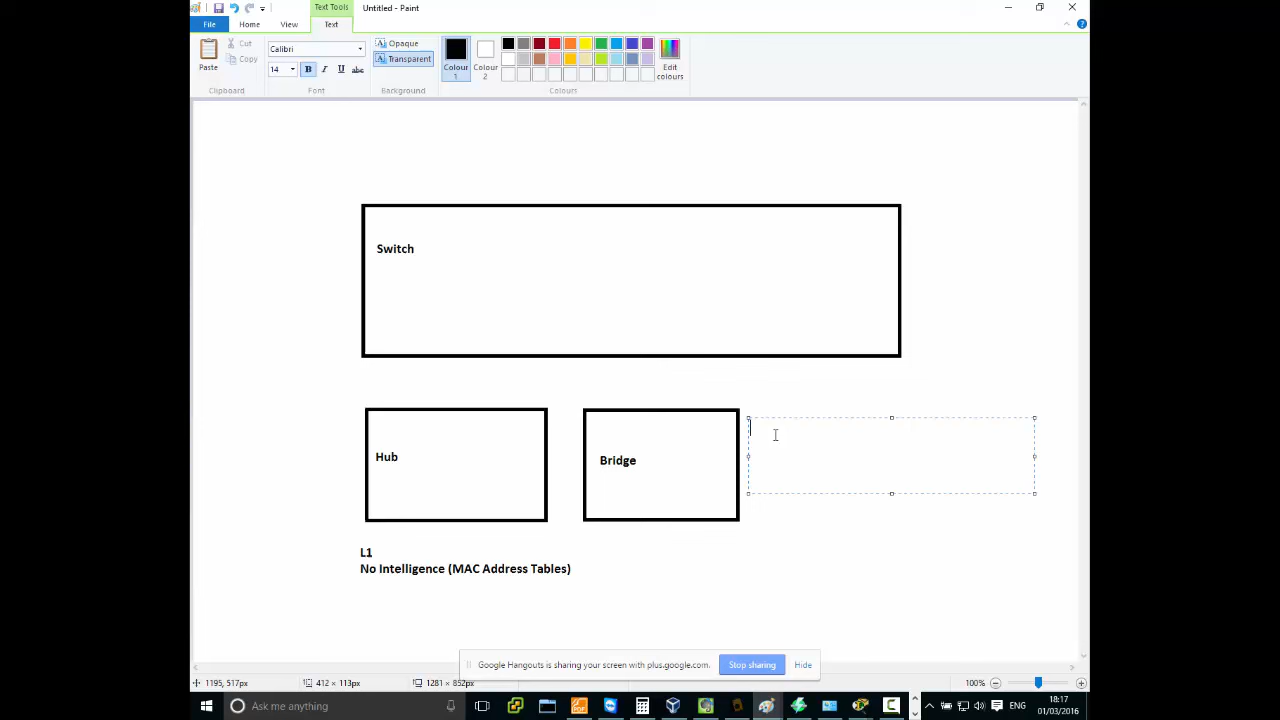 Text Tools
Untitled - Paint
File
Home
View
Text
Paste
Cut
Copy
Clipboard
Calibri
14
B
I
U
abc
Font
Opaque
Transparent
Background
Colour 1
Colour 2
Edit colours
Colours
Switch
Hub
Bridge
L1
No Intelligence (MAC Address Tables)
Google Hangouts is sharing your screen with plus.google.com.
Stop sharing
Hide
1195, 517px
412 × 113px
1281 × 852px
100%
Ask me anything
ENG
18:17
01/03/2016